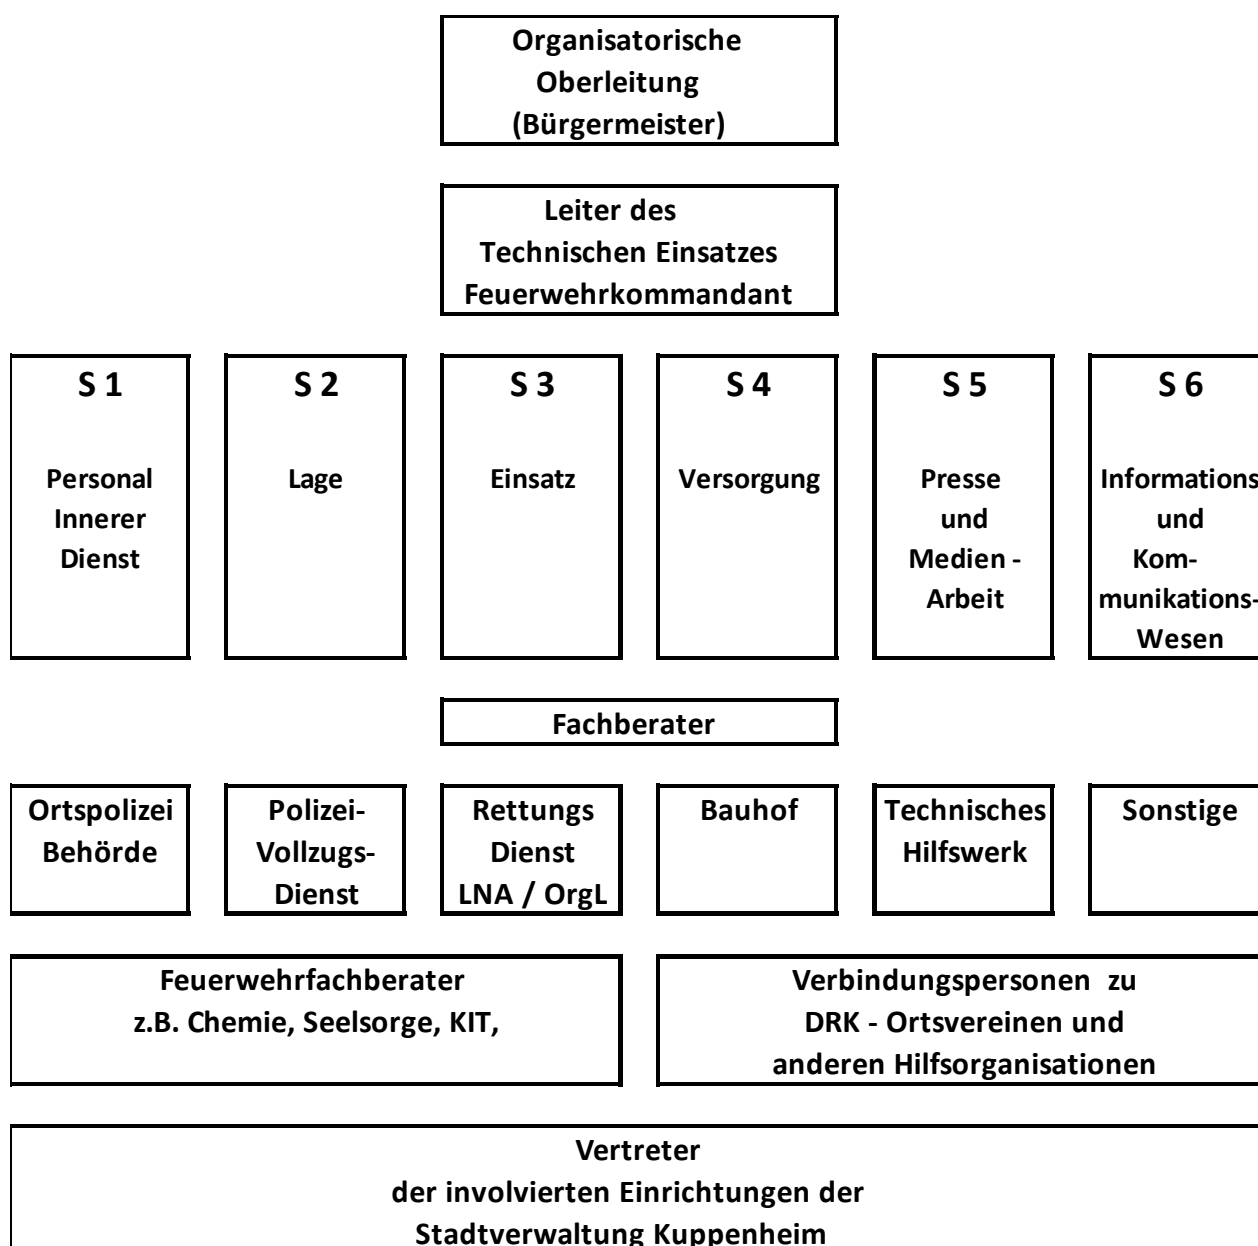 Organisatorische
Oberleitung
(Bürgermeister)
Leiter des
Technischen Einsatzes
Feuerwehrkommandant
S 1
Personal
Innerer
Dienst
S 2
Lage
S 3
Einsatz
S 4
Versorgung
S 5
Presse
und
Medien -
Arbeit
S 6
Informations
und
Kom-
munikations-
Wesen
Fachberater
Ortspolizei
Behörde
Polizei-
Vollzugs-
Dienst
Rettungs
Dienst
LNA / OrgL
Bauhof
Technisches
Hilfswerk
Sonstige
Feuerwehrfachberater
z.B. Chemie, Seelsorge, KIT,
Verbindungspersonen zu
DRK - Ortsvereinen und
anderen Hilfsorganisationen
Vertreter
der involvierten Einrichtungen der
Stadtverwaltung Kuppenheim